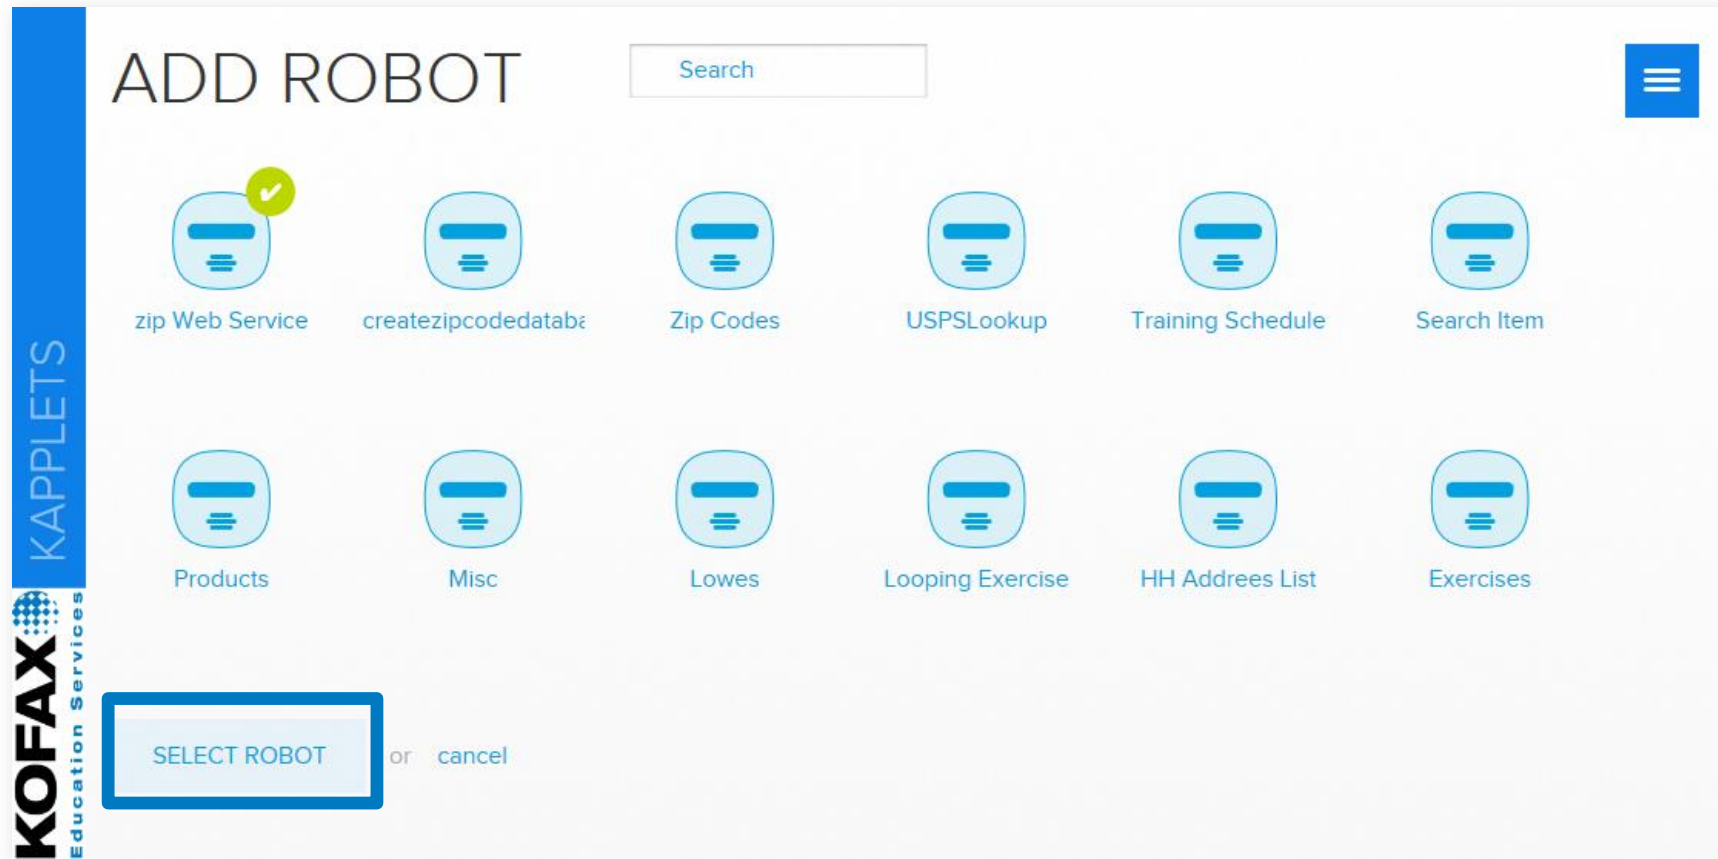 ADD ROBOT
Search
zip Web Service
createzipcodedataba
Zip Codes
USPSLookup
Training Schedule
Search Item
Products
Misc
Lowes
Looping Exercise
HH Addrees List
Exercises
SELECT ROBOT or cancel
KAPPLETS
KOFAX
Education Services